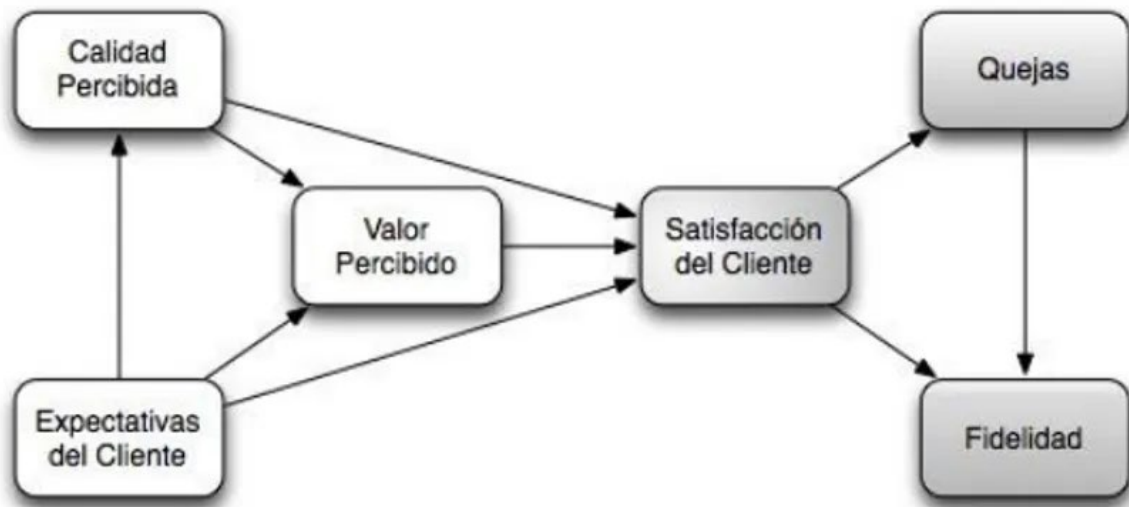 Calidad
Percibida
Quejas
Valor
Percibido
Satisfacción
del Cliente
Expectativas
del Cliente
Fidelidad